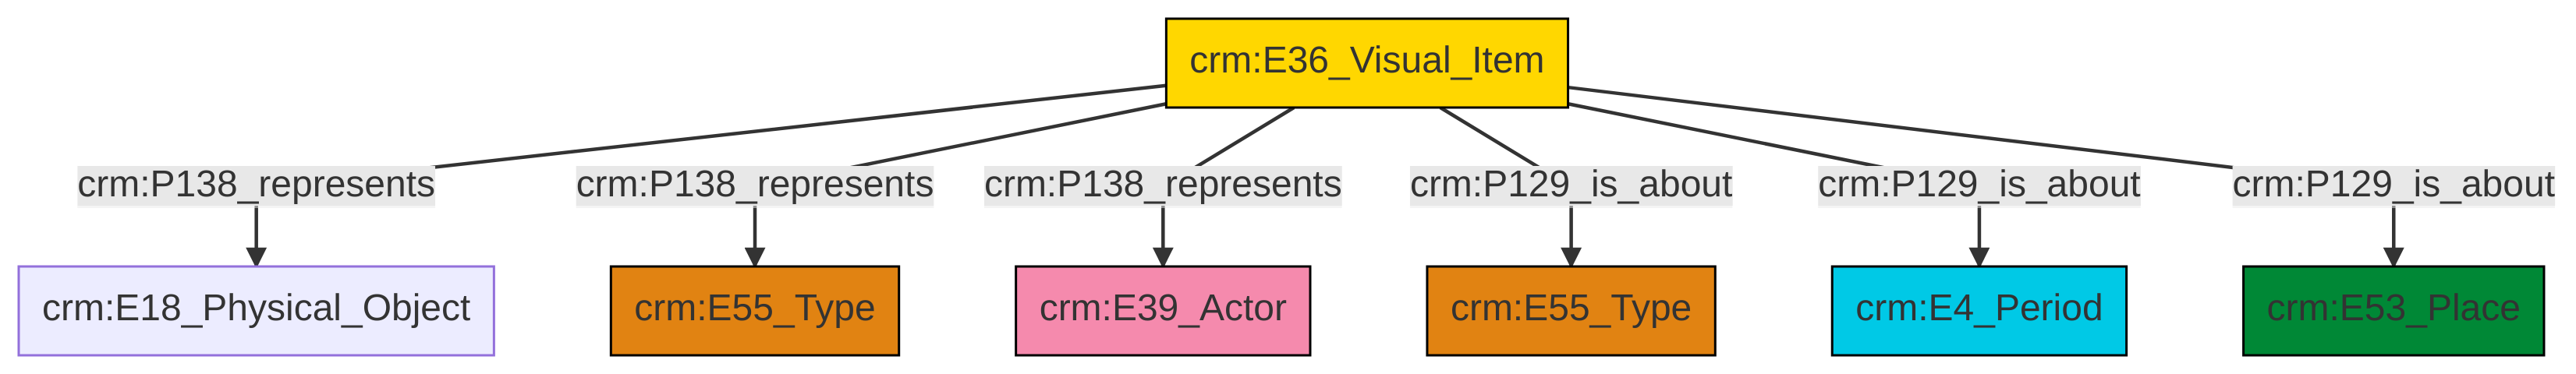 crm:E36_Visual_Item
crm:P138_represents
crm:P138_represents
crm:P138_represents
crm:P129_is_about
crm:P129_is_about
crm:P129_is_about
crm:E18_Physical_Object
crm:E55_Type
crm:E39_Actor
crm:E55_Type
crm:E4_Period
crm:E53_Place